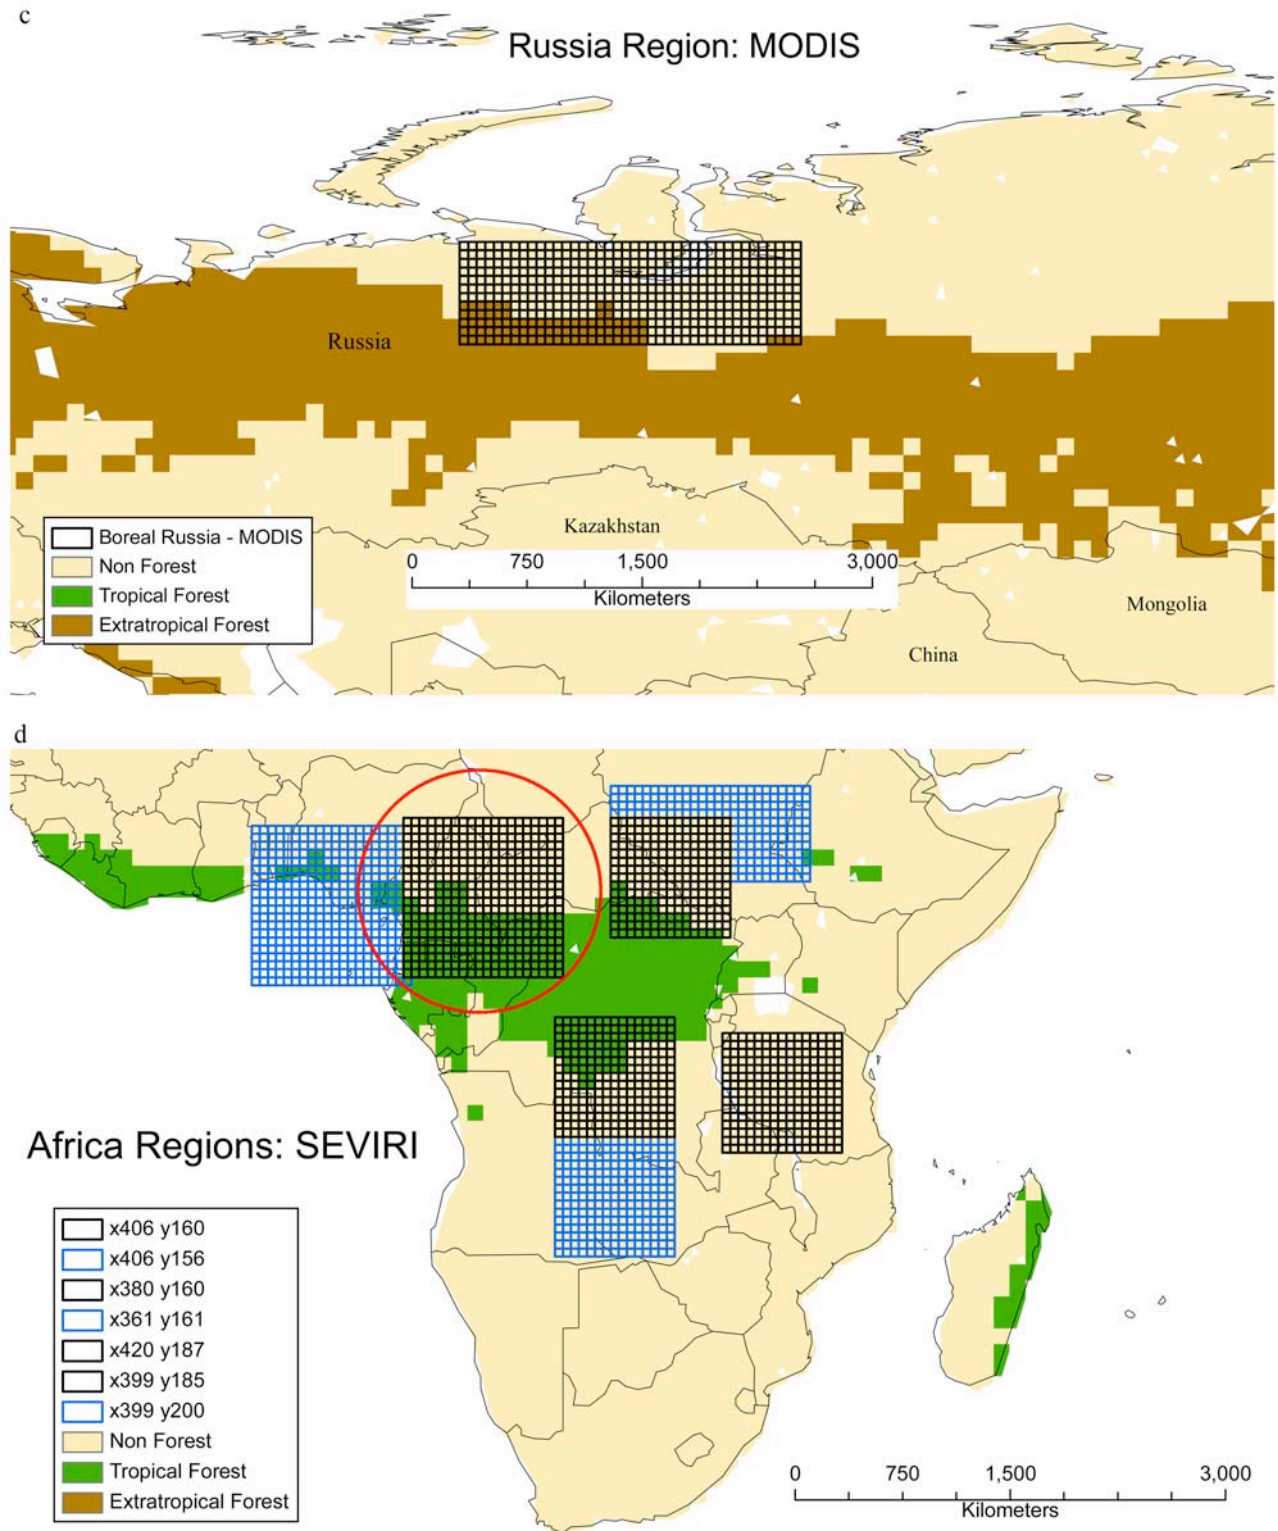 c
Russia Region: MODIS
Russia
Kazakhstan
Boreal Russia - MODIS
Non Forest
Tropical Forest
Extratropical Forest
0 750 1,500 3,000
Kilometers
Mongolia
China
d
Africa Regions: SEVIRI
x406 y160
x406 y156
x380 y160
x361 y161
x420 y187
x399 y185
x399 y200
Non Forest
Tropical Forest
Extratropical Forest
0 750 1,500 3,000
Kilometers